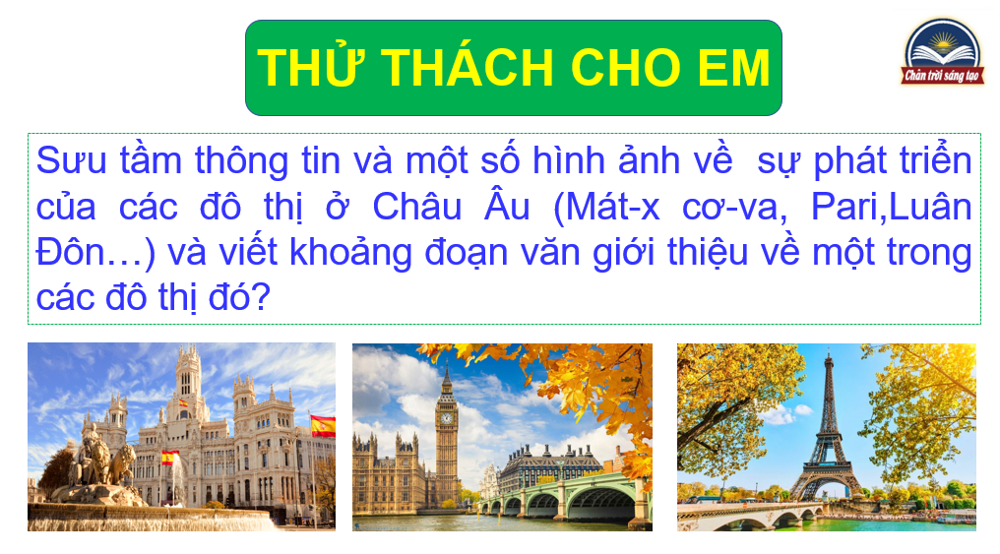 THỬ THÁCH CHO EM
Chân trời sáng tạo
Sưu tầm thông tin và một số hình ảnh về  sự phát triển
của các đô thị ở Châu Âu (Mát-x cơ-va, Pari,Luân
Đôn…) và viết khoảng đoạn văn giới thiệu về một trong
các đô thị đó?